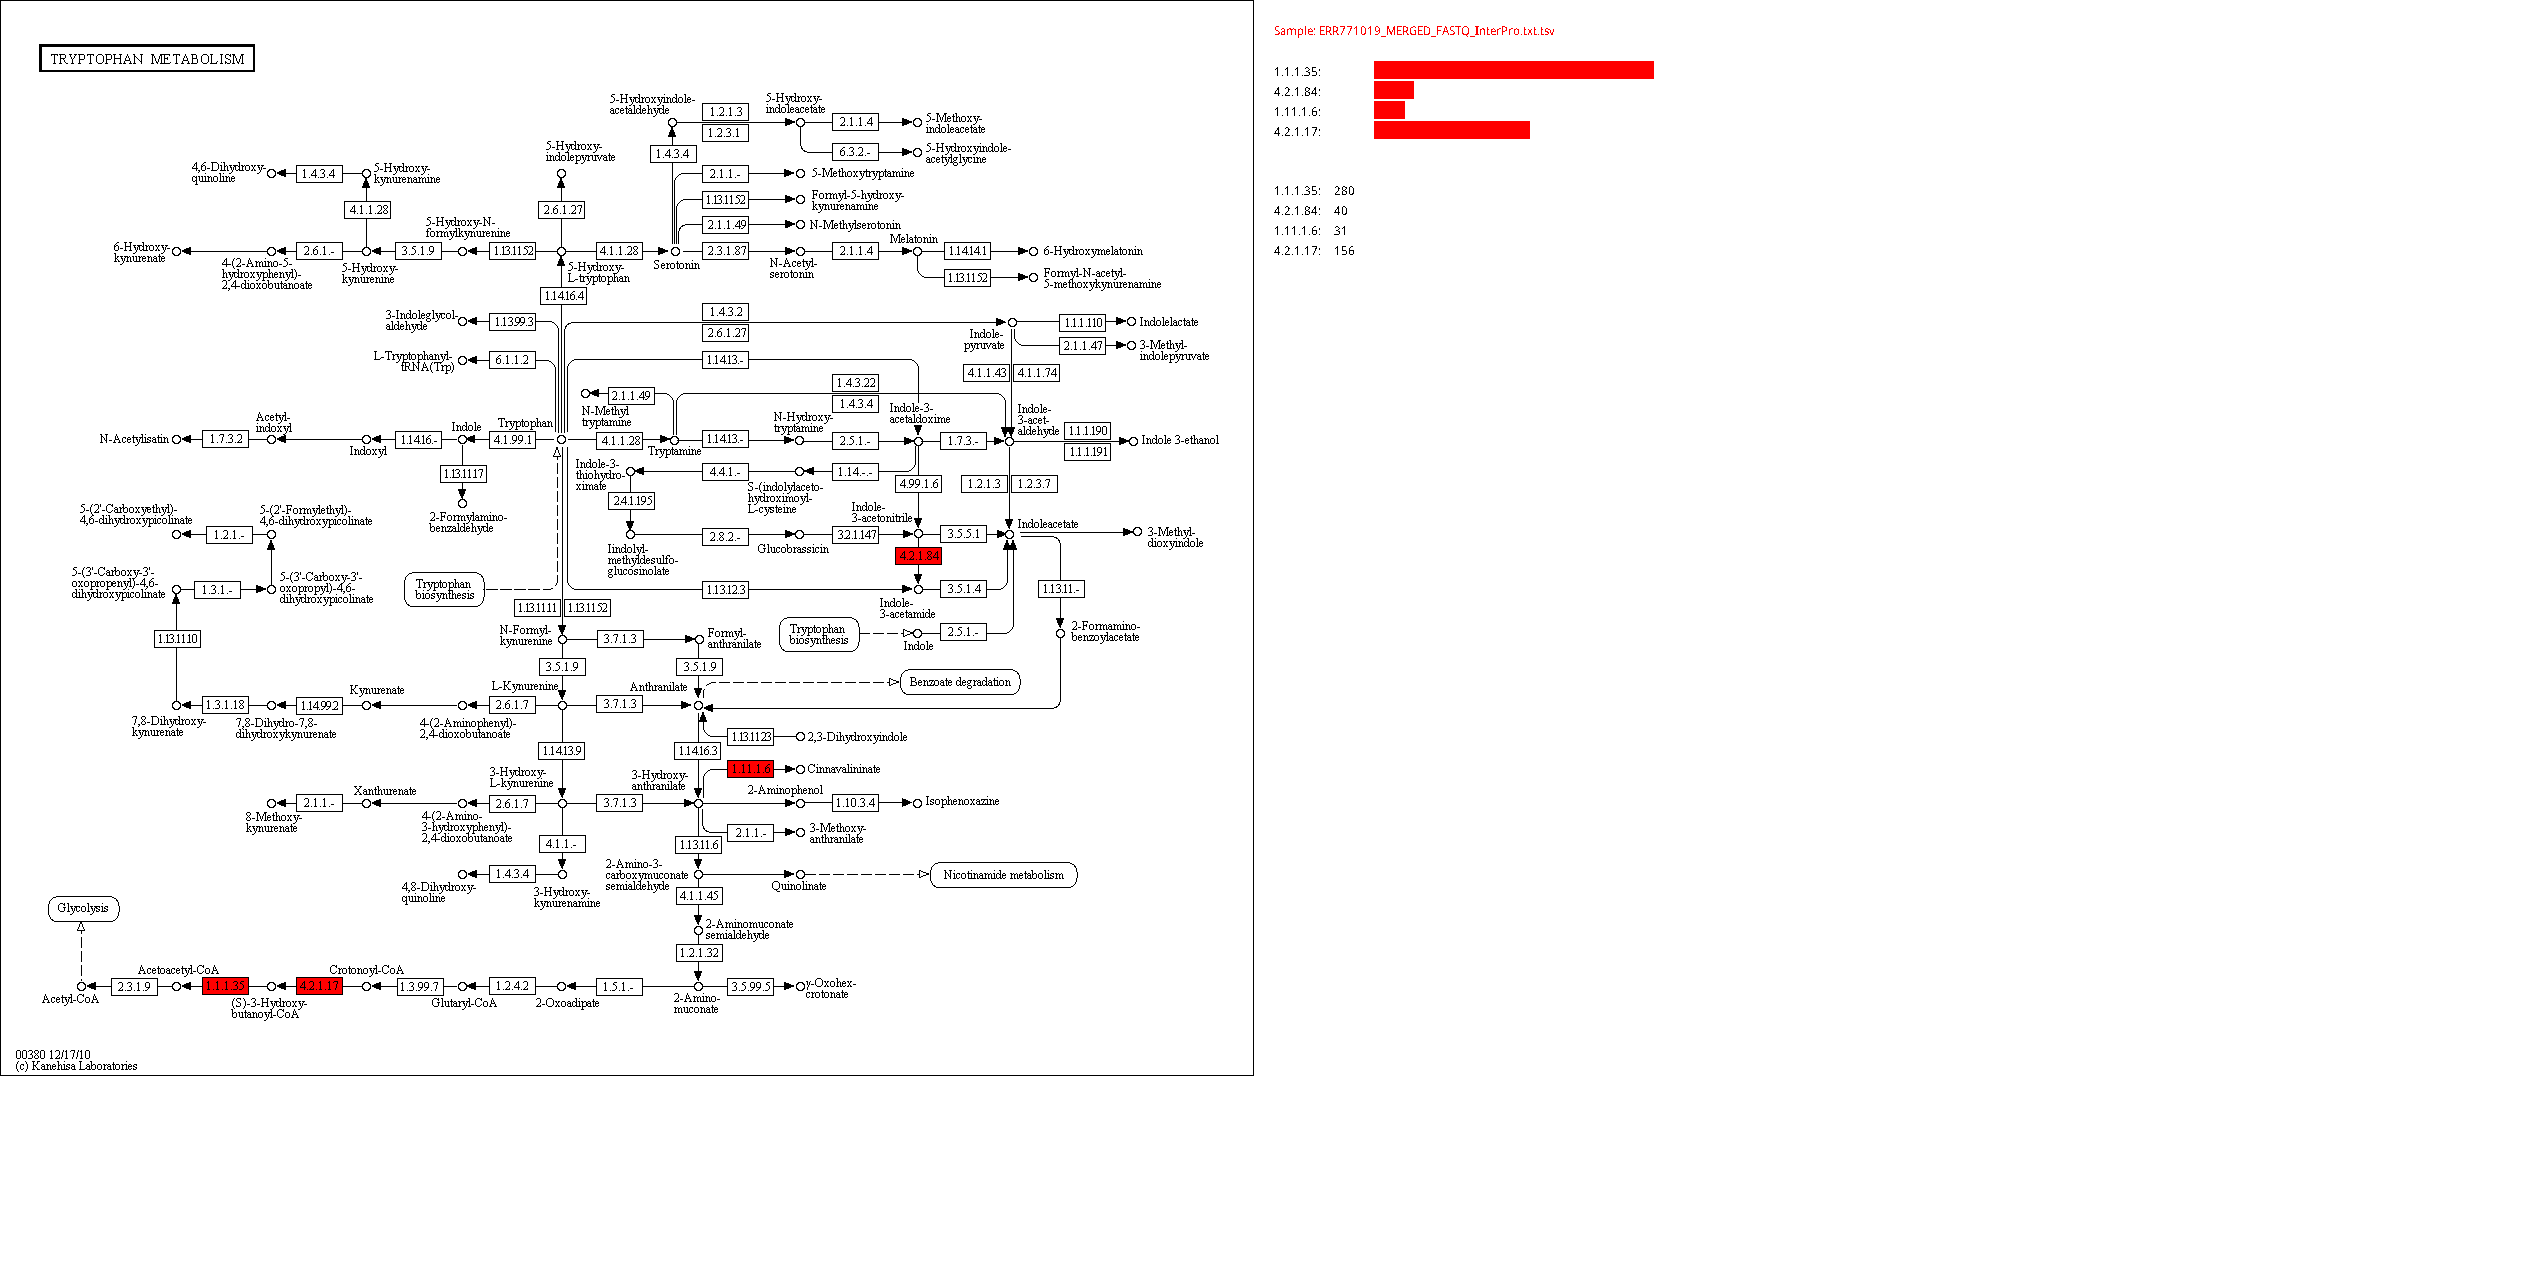 TRYPTOPHAN METABOLISM
Sample: ERR771019_MERGED_FASTQ_InterPro.txt.tsv
1.1.1.35:
4.2.1.84:
1.11.1.6:
4.2.1.17:
1.1.1.35: 280
4.2.1.84: 40
1.11.1.6: 31
4.2.1.17: 156
5-Hydroxyindole-
acetaldehyde
1.2.1.3
1.2.3.1
5-Hydroxy-
indoleacetate
2.1.1.4
5-Methoxy-
indoleacetate
6.3.2.-
5-Hydroxyindole-
acetylglycine
1.4.3.4
5-Hydroxy-
indolepyruvate
2.1.1.-
5-Methoxytryptamine
1.13.11.52
Formyl-5-hydroxy-
kynurenamine
2.1.1.49
N-Methylserotonin
4,6-Dihydroxy-
quinoline
1.4.3.4
5-Hydroxy-
kynurenamine
4.1.1.28
2.6.1.27
6-Hydroxy-
kynurenate
2.6.1.-
4-(2-Amino-5-
hydroxyphenyl)-
2,4-dioxobutanoate
3.5.1.9
5-Hydroxy-
kynurenine
5-Hydroxy-N-
formylkynurenine
1.13.11.52
4.1.1.28
5-Hydroxy-
L-tryptophan
Serotonin
2.3.1.87
N-Acetyl-
serotonin
2.1.1.4
Melatonin
1.14.14.1
6-Hydroxymelatonin
1.13.11.52
Formyl-N-acetyl-
5-methoxykynurenamine
1.14.16.4
3-Indoleglycol
aldehyde
1.13.99.3
1.4.3.2
2.6.1.27
Indole-
pyruvate
1.1.1.110
Indolelactate
2.1.1.47
3-Methyl-
indolepyruvate
L-Tryptophanyl-
tRNA(Trp)
6.1.1.2
1.14.13.-
4.1.1.43
4.1.1.74
2.1.1.49
N-Methyl
tryptamine
1.4.3.22
1.4.3.4
Indole-3-
acetaldoxime
Indole-
3-acet-
aldehyde
N-Acetylisatin
1.7.3.2
Acetyl-
indoxyl
Indoxyl
1.14.16.-
Indole
4.1.99.1
Tryptophan
4.1.1.28
Tryptamine
1.14.13.-
N-Hydroxy-
tryptamine
2.5.1.-
1.7.3.-
1.1.1.190
1.1.1.191
Indole 3-ethanol
1.13.11.17
2-Formylamino-
benzaldehyde
Indole-3-
thiohydro-
ximate
4.4.1.-
1.14.-.-
S-(indolylaceto-
hydroximoyl-
L-cysteine
4.99.1.6
1.2.1.3
1.2.3.7
2.4.1.195
Iindolyl-
methyldesulfo-
glucosinolate
2.8.2.-
Glucobrassicin
3.2.1.147
Indole-
3-acetonitrile
3.5.5.1
Indoleacetate
3-Methyl-
dioxyindole
4.2.1.84
5-(2'-Carboxyethyl)-
4,6-dihydroxypicolinate
1.2.1.-
5-(2'-Formylethyl)-
4,6-dihydroxypicolinate
5-(3'-Carboxy-3'-
oxopropenyl)-4,6-
dihydroxypicolinate
1.3.1.-
5-(3'-Carboxy-3'-
oxopropyl)-4,6-
dihydroxypicolinate
Tryptophan
biosynthesis
1.13.12.3
Indole-
3-acetamide
3.5.1.4
1.13.11.-
1.13.11.11
1.13.11.52
1.13.11.10
N-Formyl-
kynurenine
3.7.1.3
Formyl-
anthranilate
Tryptophan
biosynthesis
Indole
2.5.1.-
2-Formamino-
benzoylacetate
3.5.1.9
3.5.1.9
Benzoate degradation
7,8-Dihydroxy-
kynurenate
1.3.1.18
7,8-Dihydro-7,8-
dihydroxykynurenate
1.14.99.2
Kynurenate
4-(2-Aminophenyl)-
2,4-dioxobutanoate
2.6.1.7
L-Kynurenine
3.7.1.3
Anthranilate
1.13.11.23
2,3-Dihydroxyindole
1.14.13.9
1.14.16.3
1.11.1.6
Cinnavalininate
8-Methoxy-
kynurenate
2.1.1.-
Xanthurenate
4-(2-Amino-
3-hydroxyphenyl)-
2,4-dioxobutanoate
2.6.1.7
3-Hydroxy-
L-kynurenine
3.7.1.3
3-Hydroxy-
anthranilate
2-Aminophenol
1.10.3.4
Isophenoxazine
2.1.1.-
3-Methoxy-
anthranilate
4.1.1.-
1.13.11.6
4,8-Dihydroxy-
quinoline
1.4.3.4
3-Hydroxy-
kynurenamine
2-Amino-3-
carboxymuconate
semialdehyde
Quinolinate
Nicotinamide metabolism
4.1.1.45
2-Aminomuconate
semialdehyde
1.2.1.32
Glycolysis
Acetyl-CoA
2.3.1.9
Acetoacetyl-CoA
1.1.1.35
(S)-3-Hydroxy-
butanoyl-CoA
4.2.1.17
Crotonoyl-CoA
1.3.99.7
Glutaryl-CoA
1.2.4.2
2-Oxoadipate
1.5.1.-
2-Amino-
muconate
3.5.99.5
γ-Oxohex-
crotonate
00380 12/17/10
(c) Kanehisa Laboratories